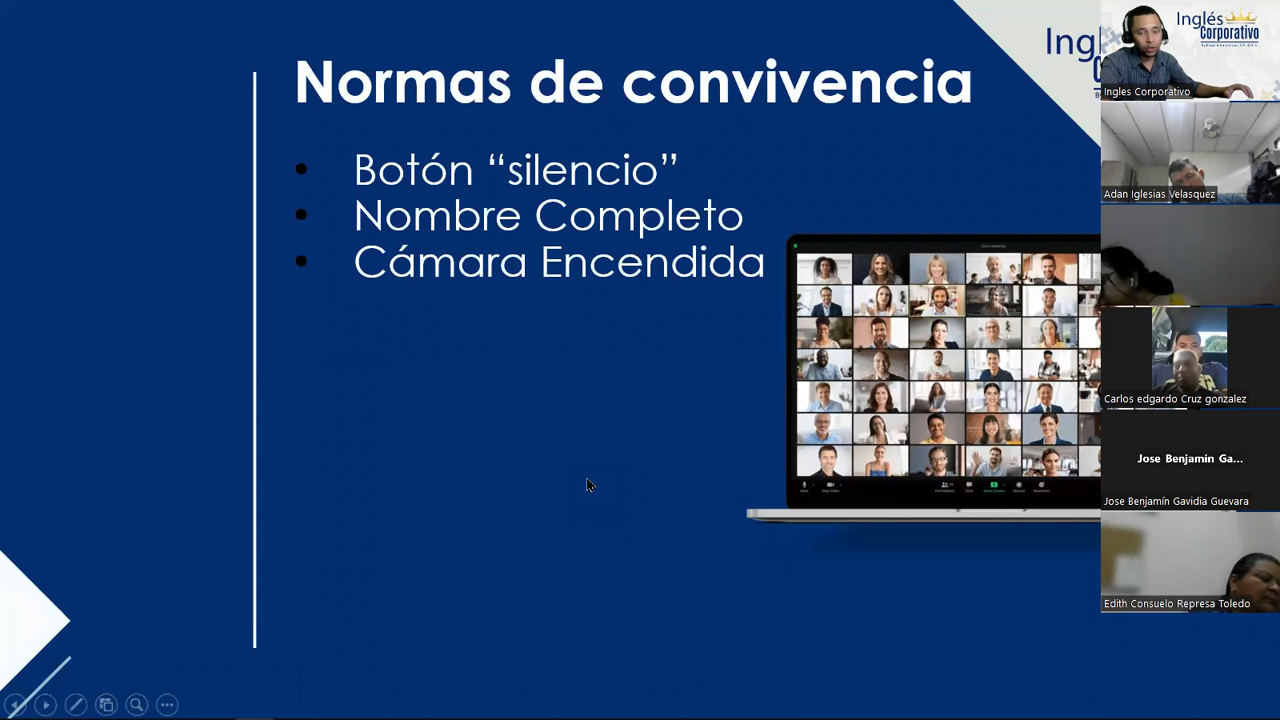 Normas de convivencia
• Botón “silencio”
• Nombre Completo
• Cámara Encendida
Ing
Inglés
Corporativo
Ingles Corporativo
Adan Iglesias Velasquez
Carlos edgardo Cruz gonzalez
Jose Benjamín Ga...
Jose Benjamín Gavidia Guevara
Edith Consuelo Represa Toledo